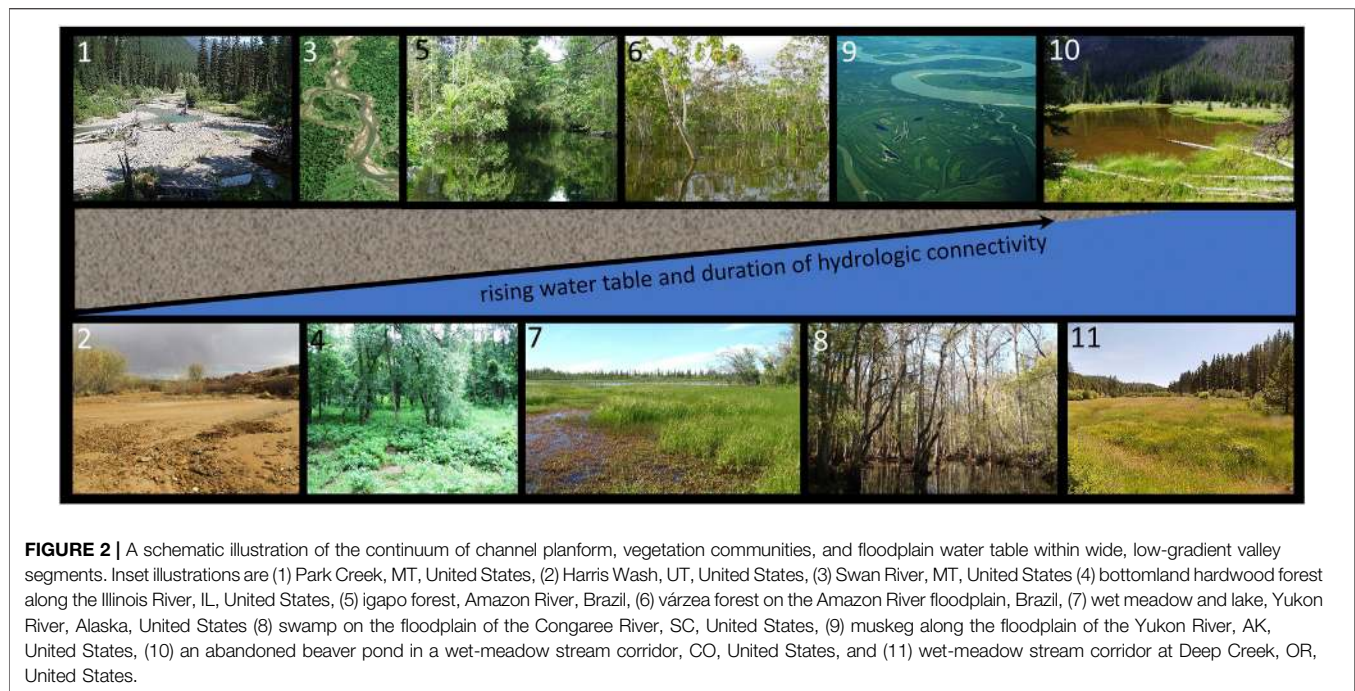 1
3
5
6
9
10
rising water table and duration of hydrologic connectivity
2
4
7
8
11
FIGURE 2 | A schematic illustration of the continuum of channel planform, vegetation communities, and floodplain water table within wide, low-gradient valley
segments. Inset illustrations are (1) Park Creek, MT, United States, (2) Harris Wash, UT, United States, (3) Swan River, MT, United States (4) bottomland hardwood forest
along the Illinois River, IL, United States, (5) igapo forest, Amazon River, Brazil, (6) várzea forest on the Amazon River floodplain, Brazil, (7) wet meadow and lake, Yukon
River, Alaska, United States (8) swamp on the floodplain of the Congaree River, SC, United States, (9) muskeg along the floodplain of the Yukon River, AK,
United States, (10) an abandoned beaver pond in a wet-meadow stream corridor, CO, United States, and (11) wet-meadow stream corridor at Deep Creek, OR,
United States.